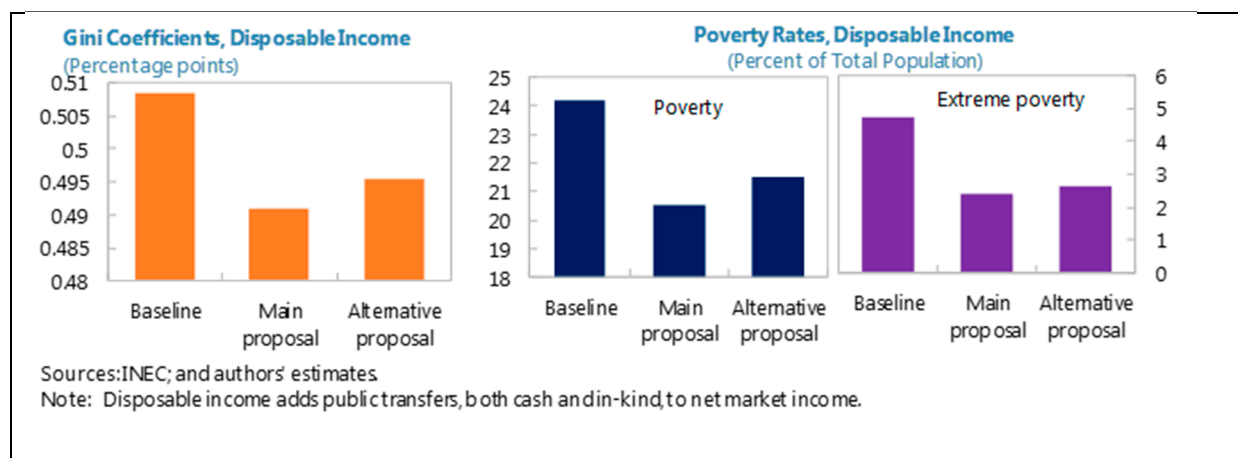 Gini Coefficients, Disposable Income
(Percentage points)
0.51
0.505
0.5
0.495
0.49
0.485
0.48
Baseline
Main proposal
Alternative proposal
Poverty Rates, Disposable Income
(Percent of Total Population)
25
24
23
22
21
20
19
18
Poverty
Baseline
Main proposal
Alternative proposal
Extreme poverty
6
5
4
3
2
1
0
Baseline
Main proposal
Alternative proposal
Sources:INEC; and authors' estimates.
Note: Disposable income adds public transfers, both cash and in-kind, to net market income.